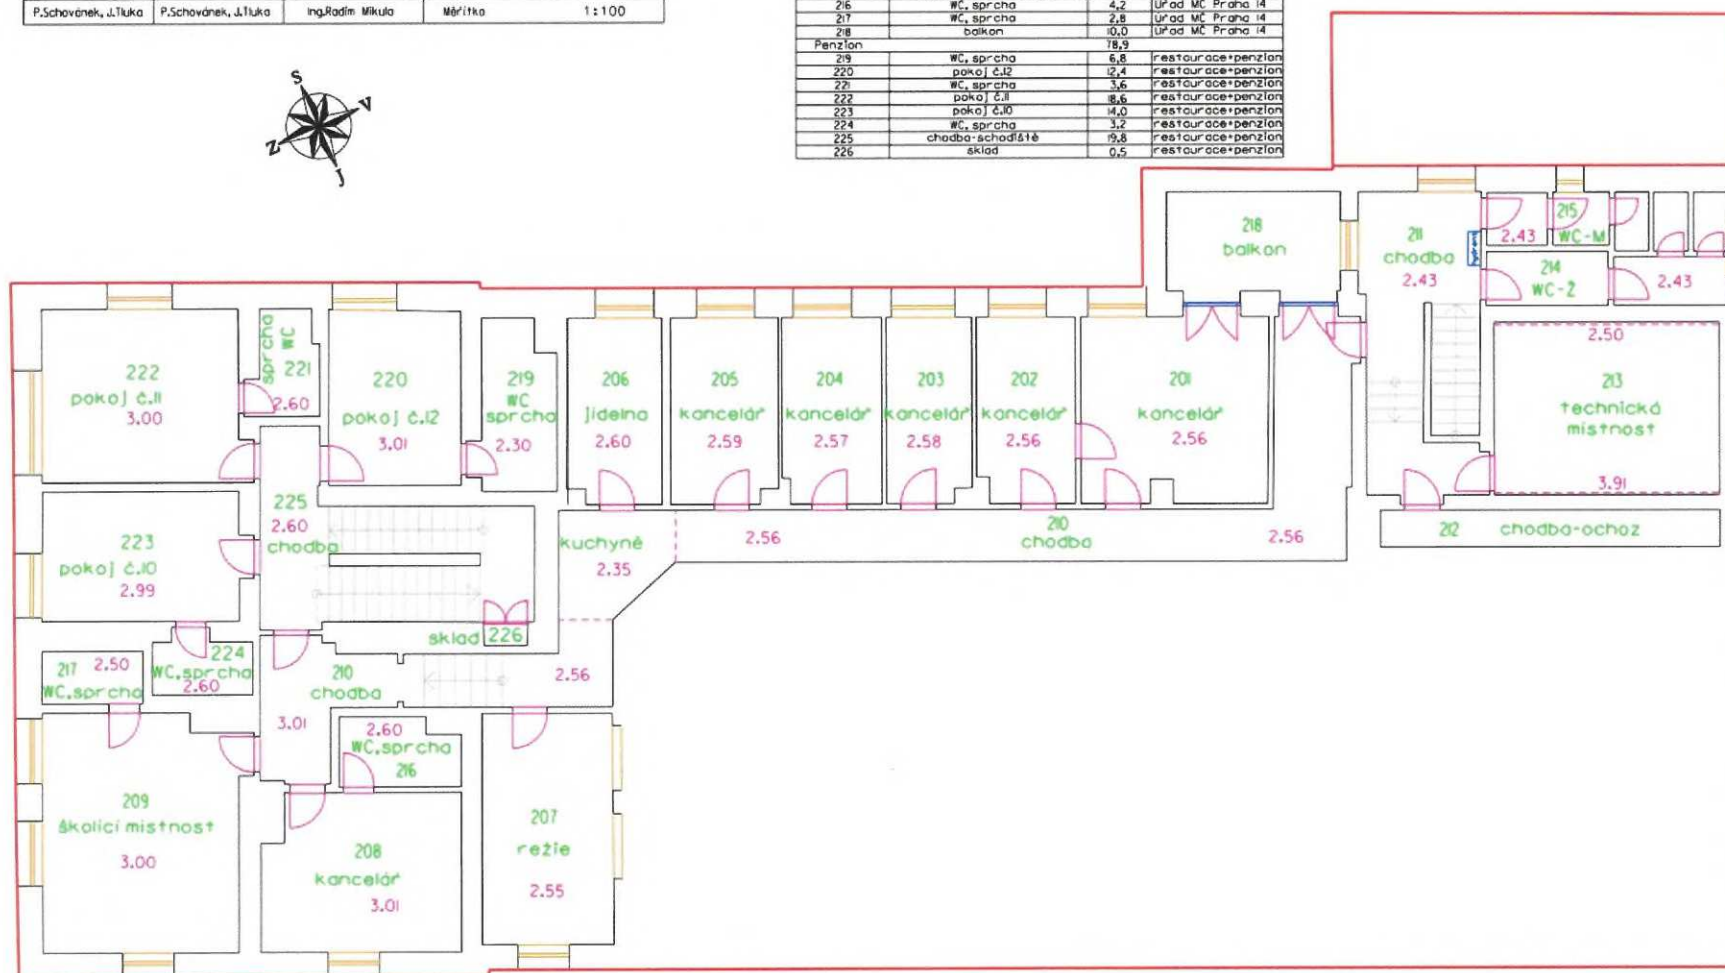 P.Schovánek, J.Tluka P.Schovánek, J.Tluka Ing.Radim Mikula Měřítko 1:100
216 WC, sprcha 4,2 Úřad MČ Praha 14
217 WC, sprcha 2,8 Úřad MČ Praha 14
218 balkon 10,0 Úřad MČ Praha 14
Penzion 78,9
219 WC, sprcha 6,8 restaurace+penzion
220 pokoj č.12 12,4 restaurace+penzion
221 WC, sprcha 3,6 restaurace+penzion
222 pokoj č.11 18,6 restaurace+penzion
223 pokoj č.10 14,0 restaurace+penzion
224 WC, sprcha 3,2 restaurace+penzion
225 chodba-schodiště 19,8 restaurace+penzion
226 sklad 0,5 restaurace+penzion
S
V
Z
J
218
balkon
211
chodba
2.43
hydrant
2.43
215
WC-M
214
WC-Ž
2.43
222
pokoj č.11
3.00
sprcha
WC
221
2.60
220
pokoj č.12
3.01
219
WC
sprcha
2.30
206
jídelna
2.60
205
kancelář
2.59
204
kancelář
2.57
203
kancelář
2.58
202
kancelář
2.56
201
kancelář
2.56
2.50
213
technická
místnost
3.91
225
2.60
chodba
223
pokoj č.10
2.99
kuchyně
2.35
2.56
210
chodba
2.56
212 chodba-ochoz
sklad 226
217 2.50
WC,sprcha
224
WC,sprcha
2.60
210
chodba
3.01
2.56
2.60
WC,sprcha
216
209
školící místnost
3.00
208
kancelář
3.01
207
režie
2.55